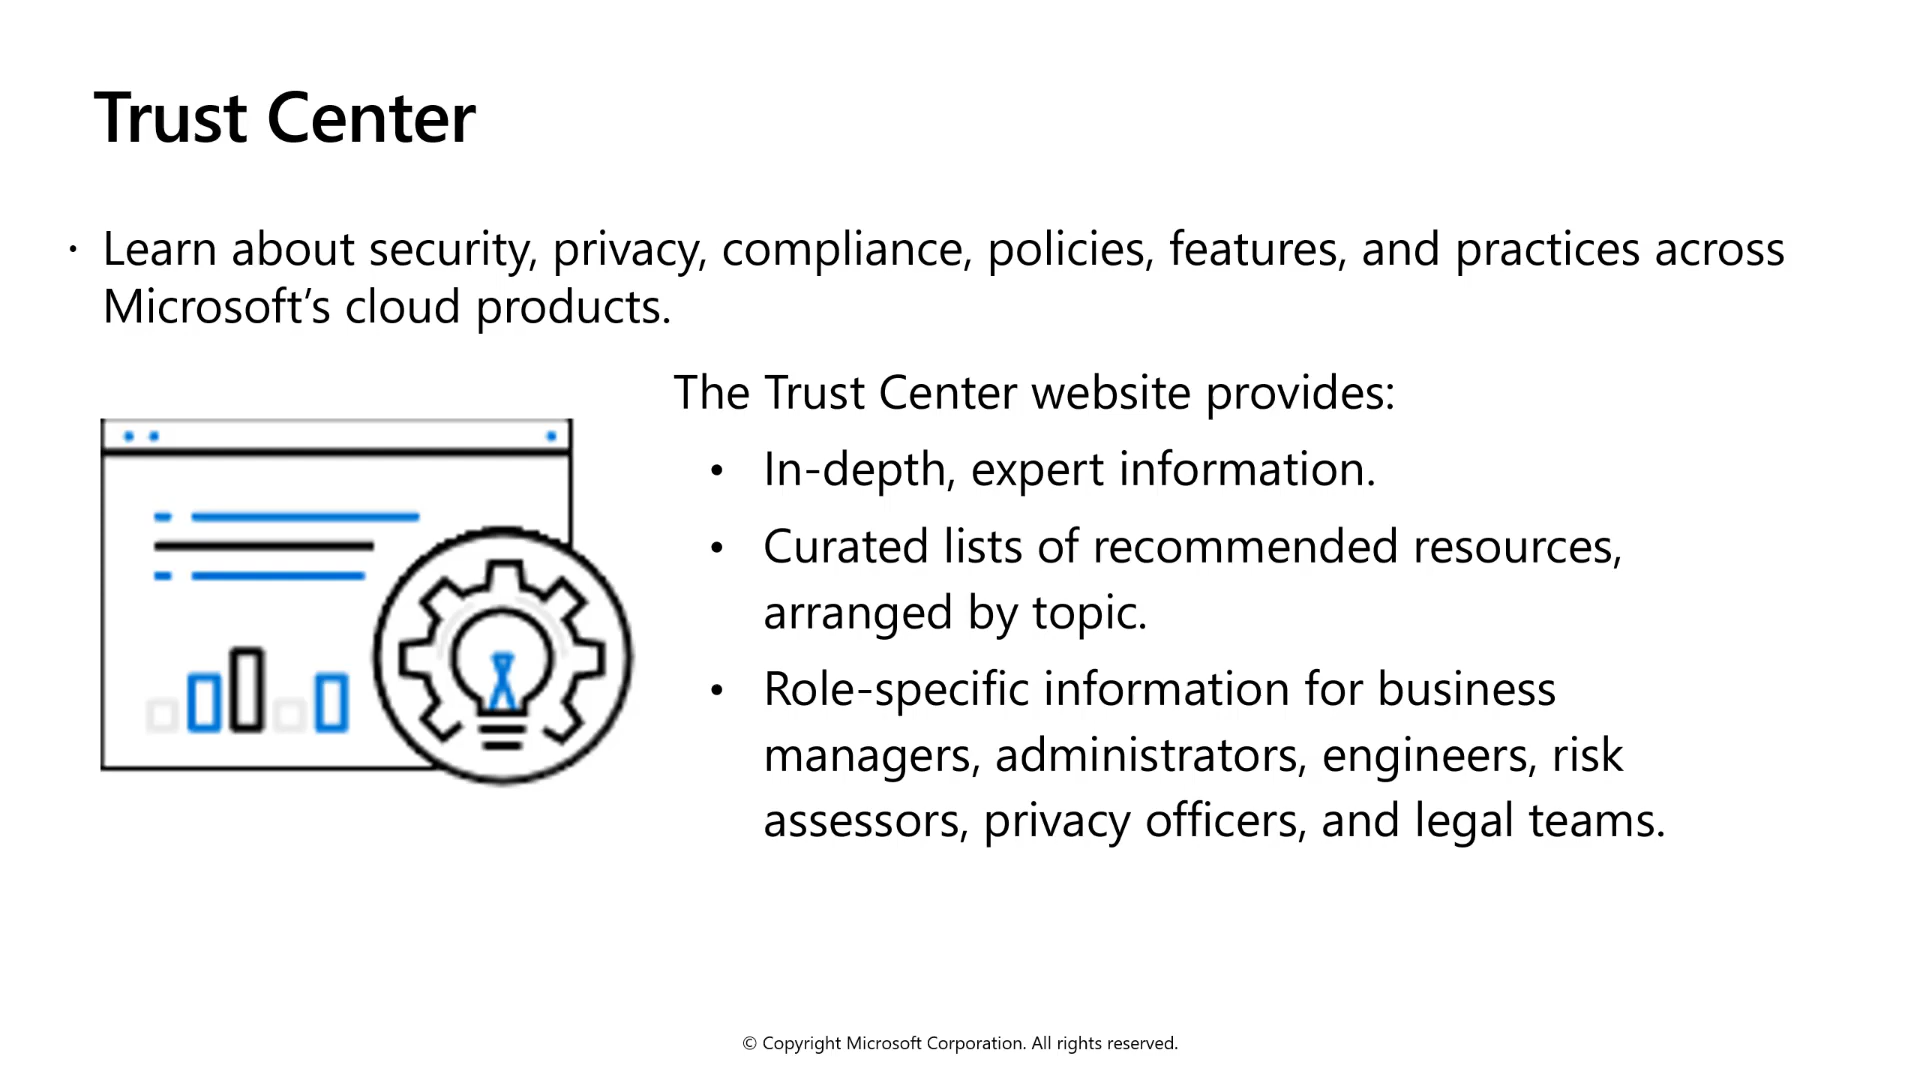 Trust Center
· Learn about security, privacy, compliance, policies, features, and practices across
Microsoft’s cloud products.
The Trust Center website provides:
• In-depth, expert information.
• Curated lists of recommended resources,
arranged by topic.
• Role-specific information for business
managers, administrators, engineers, risk
assessors, privacy officers, and legal teams.
© Copyright Microsoft Corporation. All rights reserved.